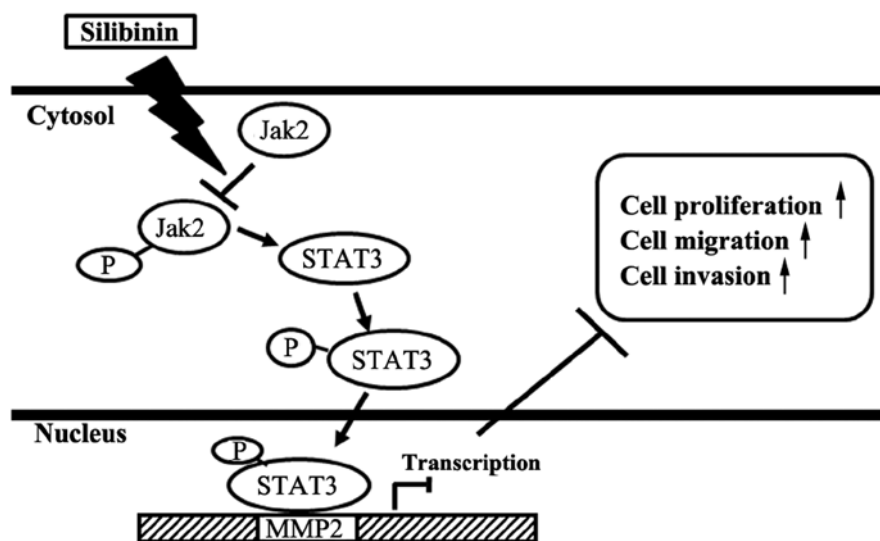 Silibinin
Cytosol
Jak2
Jak2
P
STAT3
P
STAT3
Cell proliferation
Cell migration
Cell invasion
Nucleus
P
STAT3
Transcription
MMP2